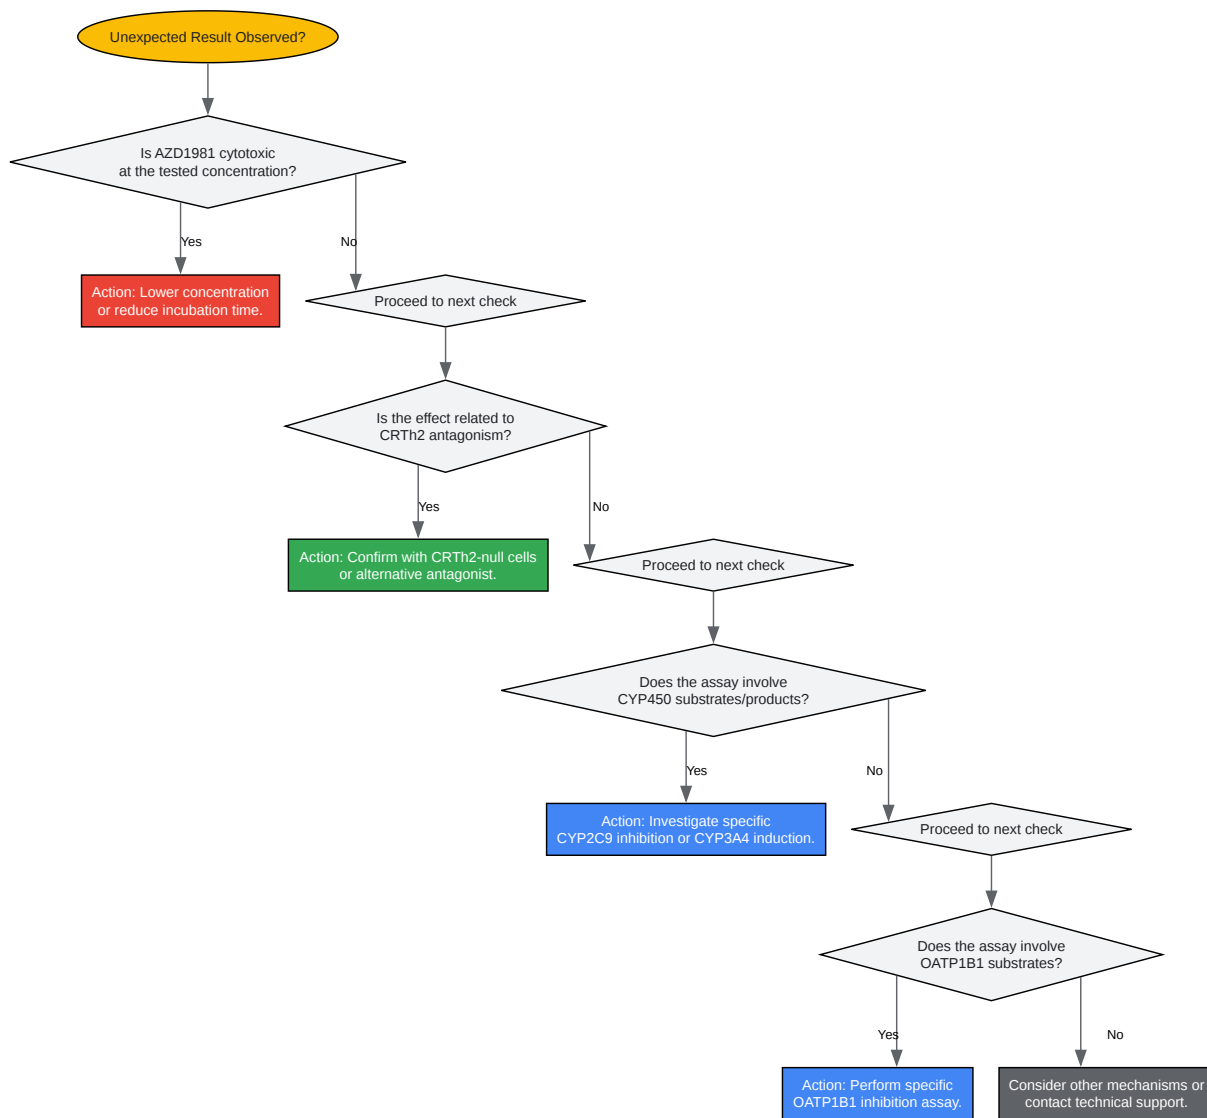 Unexpected Result Observed?
Is AZD1981 cytotoxic
at the tested concentration?
Yes
No
Action: Lower concentration
or reduce incubation time.
Proceed to next check
Is the effect related to
CRTh2 antagonism?
Yes
No
Action: Confirm with CRTh2-null cells
or alternative antagonist.
Proceed to next check
Does the assay involve
CYP450 substrates/products?
Yes
No
Action: Investigate specific
CYP2C9 inhibition or CYP3A4 induction.
Proceed to next check
Does the assay involve
OATP1B1 substrates?
Yes
No
Action: Perform specific
OATP1B1 inhibition assay.
Consider other mechanisms or
contact technical support.